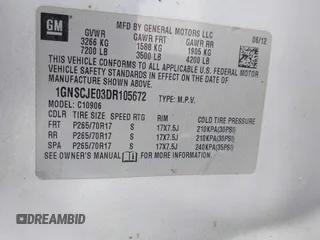 GM
MFD BY GENERAL MOTORS LLC
08/12
GVWR GAWR FRT GAWR RR
3266 KG 1588 KG 1905 KG
7200 LB 3500 LB 4200 LB
THIS VEHICLE CONFORMS TO ALL APPLICABLE U.S. FEDERAL
MOTOR VEHICLE SAFETY AND THEFT PREVENTION
STANDARDS IN EFFECT ON THE DATE OF
MANUFACTURE SHOWN ABOVE.
1GNSCJE03DR105672 TYPE: M.P.V.
MODEL: C10906
CDLR TIRE SIZE SPEED RTG RIM COLD TIRE PRESSURE
FRT P265/70R17 S 17X7.5J 210KPA(30PSI)
RR P265/70R17 S 17X7.5J 210KPA(30PSI)
SPA P265/70R17 S 17X7.5J 240KPA(35PSI)
SEE OWNER'S MANUAL FOR MORE INFORMATION.
DREAMBID